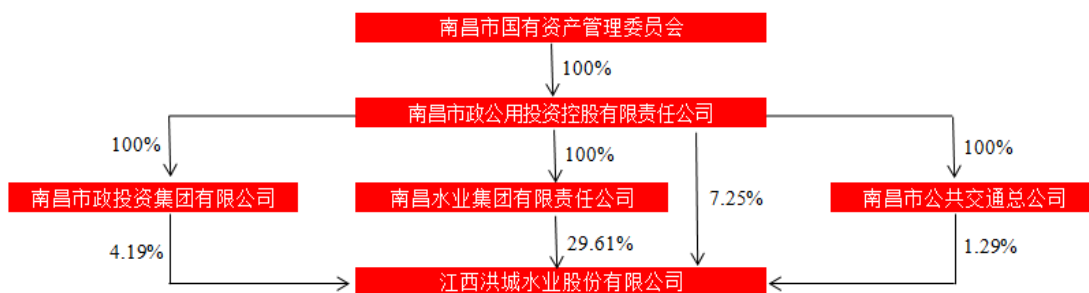 南昌市国有资产管理委员会
100%
南昌市政公用投资控股有限责任公司
100%
100%
100%
南昌市政投资集团有限公司
南昌水业集团有限责任公司
7.25%
南昌市公共交通总公司
4.19%
29.61%
1.29%
江西洪城水业股份有限公司